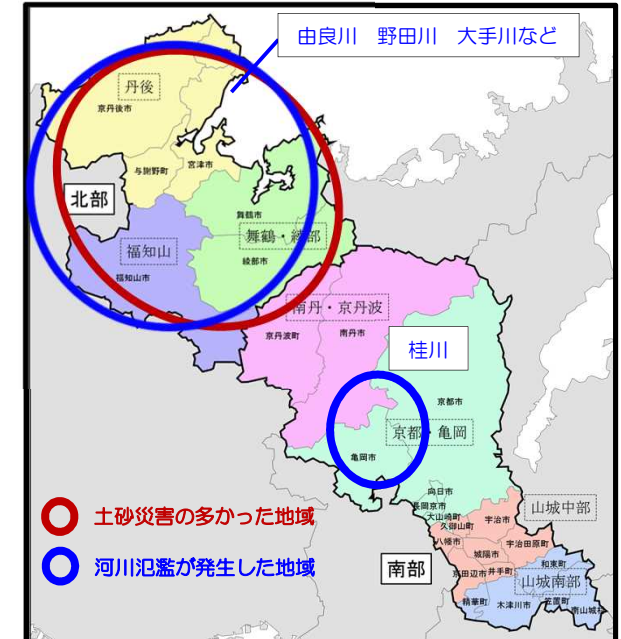 由良川　野田川　大手川など
丹後
京丹後市
宮津市
与謝野町
北部
舞鶴市
舞鶴・綾部
福知山
綾部市
福知山市
南丹・京丹波
京丹波町
南丹市
桂川
京都市
京都・亀岡
亀岡市
向日市
長岡京市
大山崎町
山城中部
久御山町
宇治市
八幡市
宇治田原町
城陽市
和束町
南部
京田辺市
井手町
山城南部
精華町
木津川市
笠置町
南山城村
土砂災害の多かった地域
河川氾濫が発生した地域